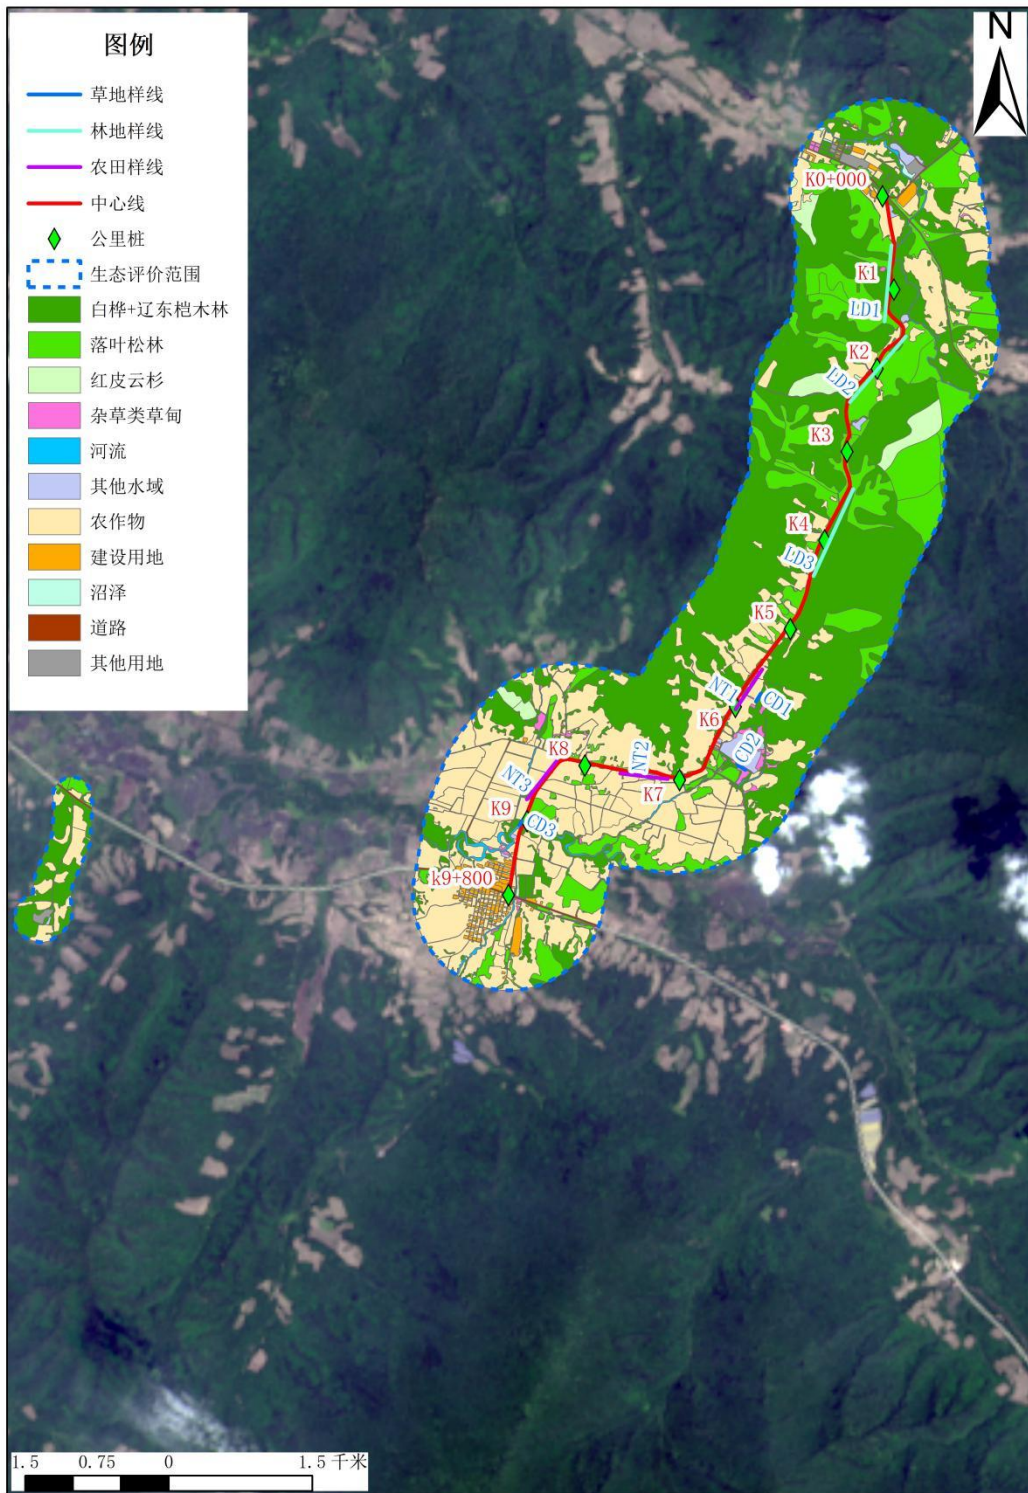 图例
草地样线
林地样线
农田样线
中心线
公里桩
生态评价范围
白桦+辽东桤木林
落叶松林
红皮云杉
杂草类草甸
河流
其他水域
农作物
建设用地
沼泽
道路
其他用地
N
K0+000
K1
LD1
K2
LD2
K3
K4
LD3
K5
NT1
CD1
K6
CD2
K8
NT2
K7
NT3
K9
CD3
k9+800
1.5 0.75 0 1.5 千米